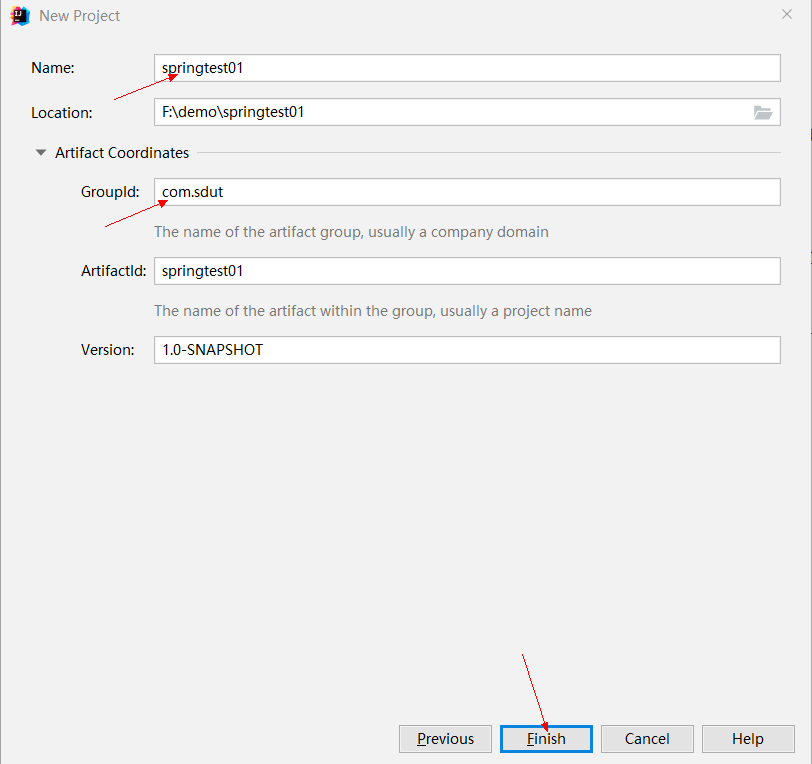 New Project
Name: springtest01
Location: F:\demo\springtest01
Artifact Coordinates
GroupId: com.sdut
The name of the artifact group, usually a company domain
ArtifactId: springtest01
The name of the artifact within the group, usually a project name
Version: 1.0-SNAPSHOT
Previous Finish Cancel Help